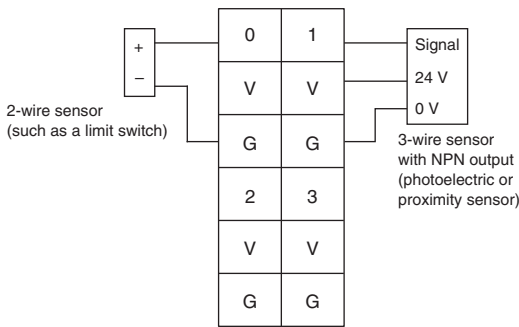 0 1
+
Signal
–
V V
24 V
0 V
2-wire sensor
(such as a limit switch)
G G
3-wire sensor
with NPN output
(photoelectric or
proximity sensor)
2 3
V V
G G